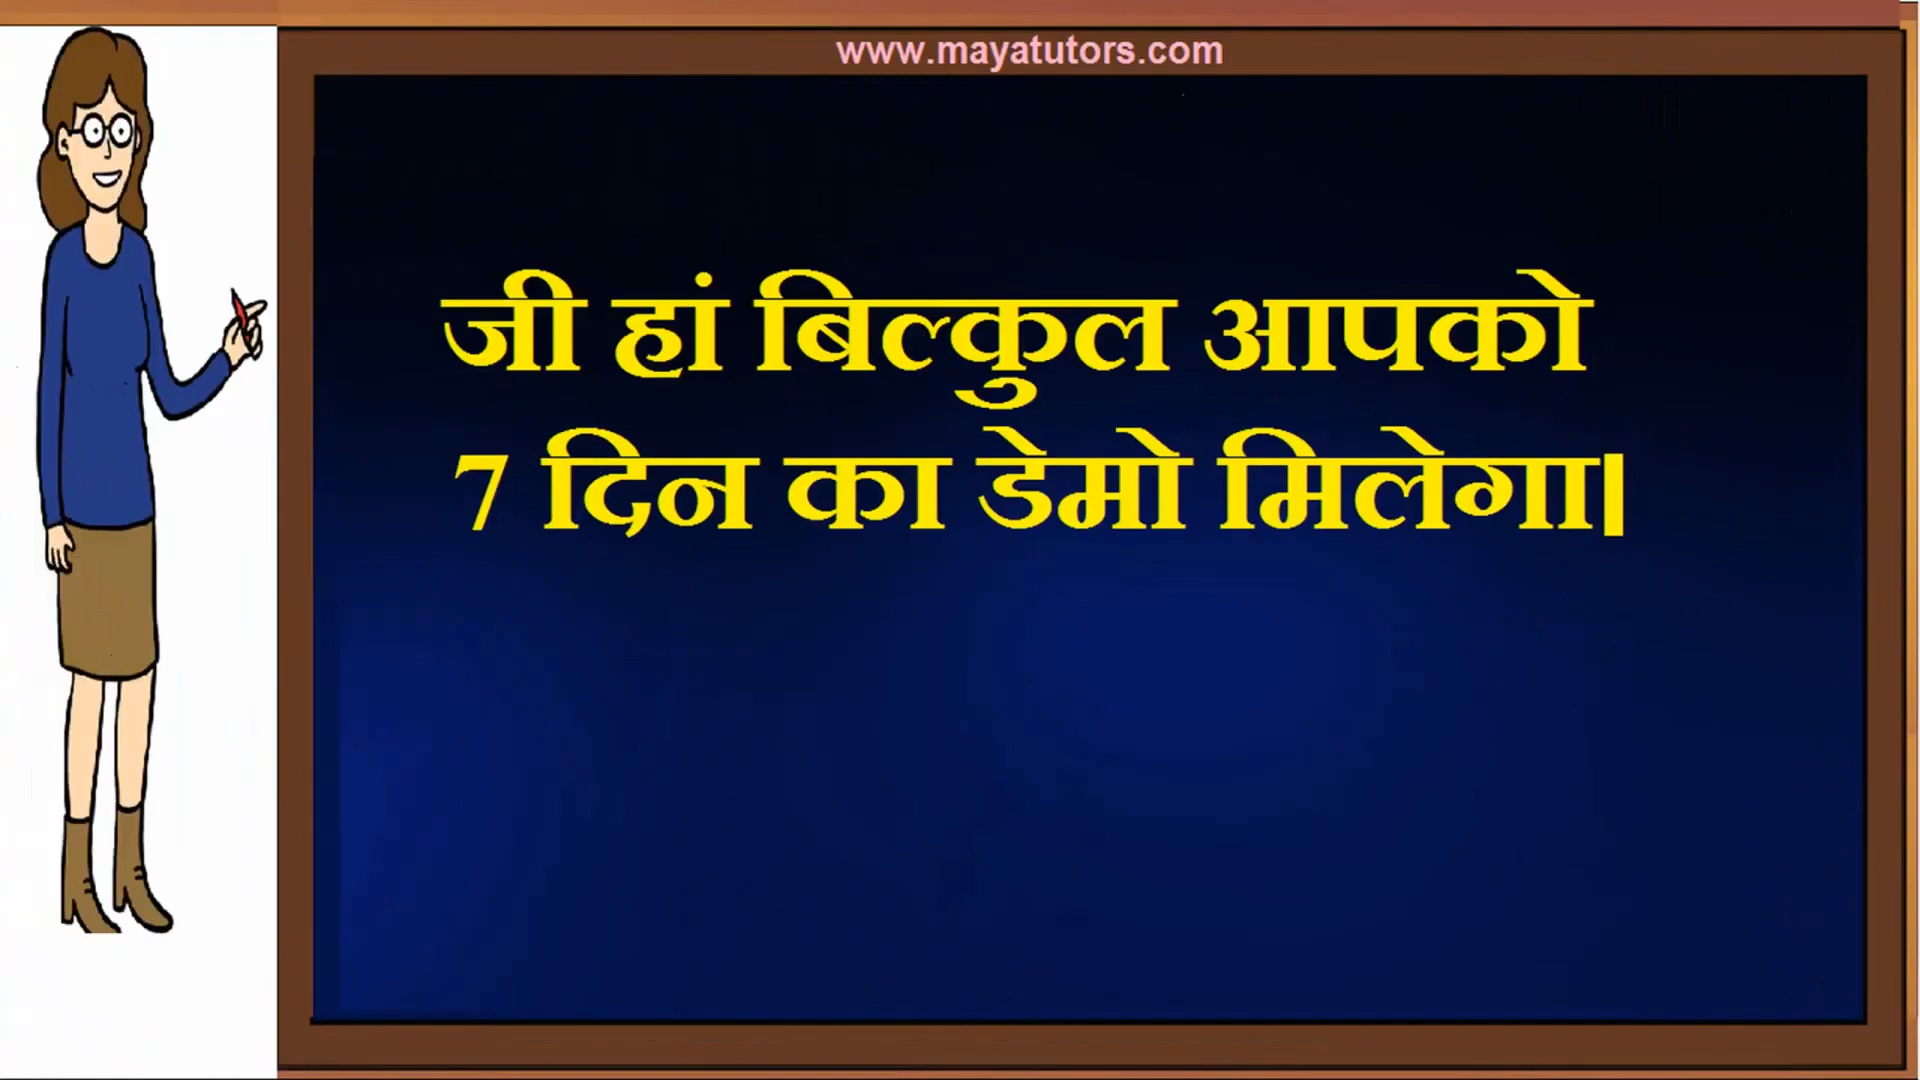 www.mayatutors.com
जी हां बिल्कुल आपको
7 दिन का डेमो मिलेगा।